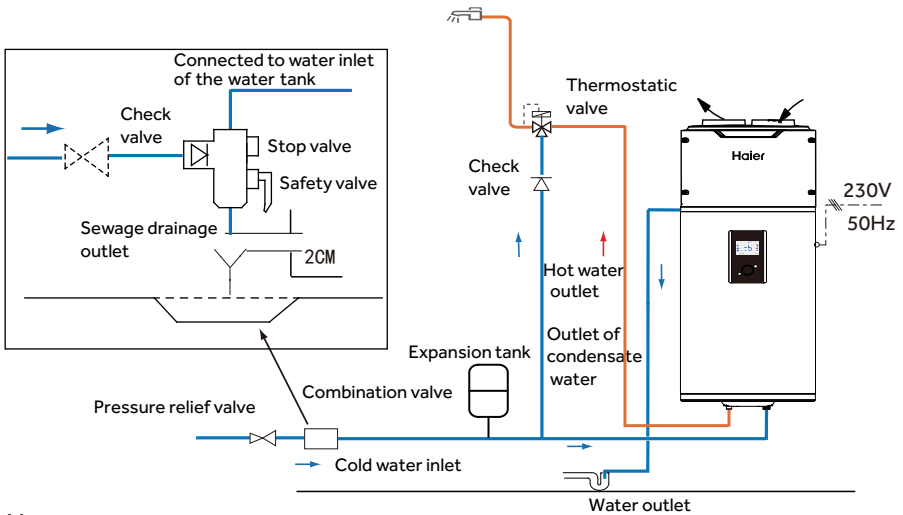 Connected to water inlet
of the water tank
Check
valve
Stop valve
Safety valve
Sewage drainage
outlet
2CM
Thermostatic
valve
Check
valve
Haier
230V
50Hz
Hot water
outlet
Outlet of
condensate
water
Expansion tank
Combination valve
Pressure relief valve
Cold water inlet
Water outlet